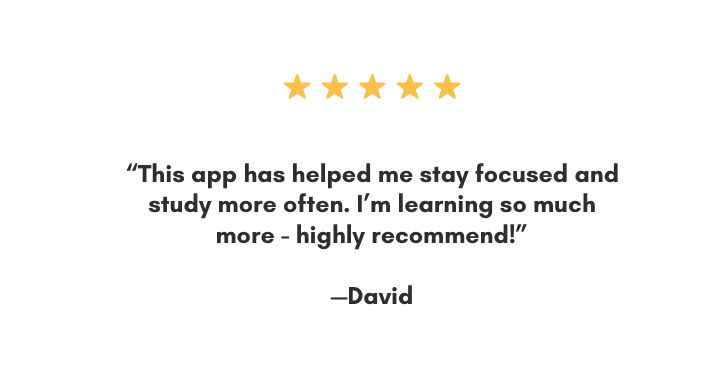 “This app has helped me stay focused and
study more often. I’m learning so much
more - highly recommend!”
—David